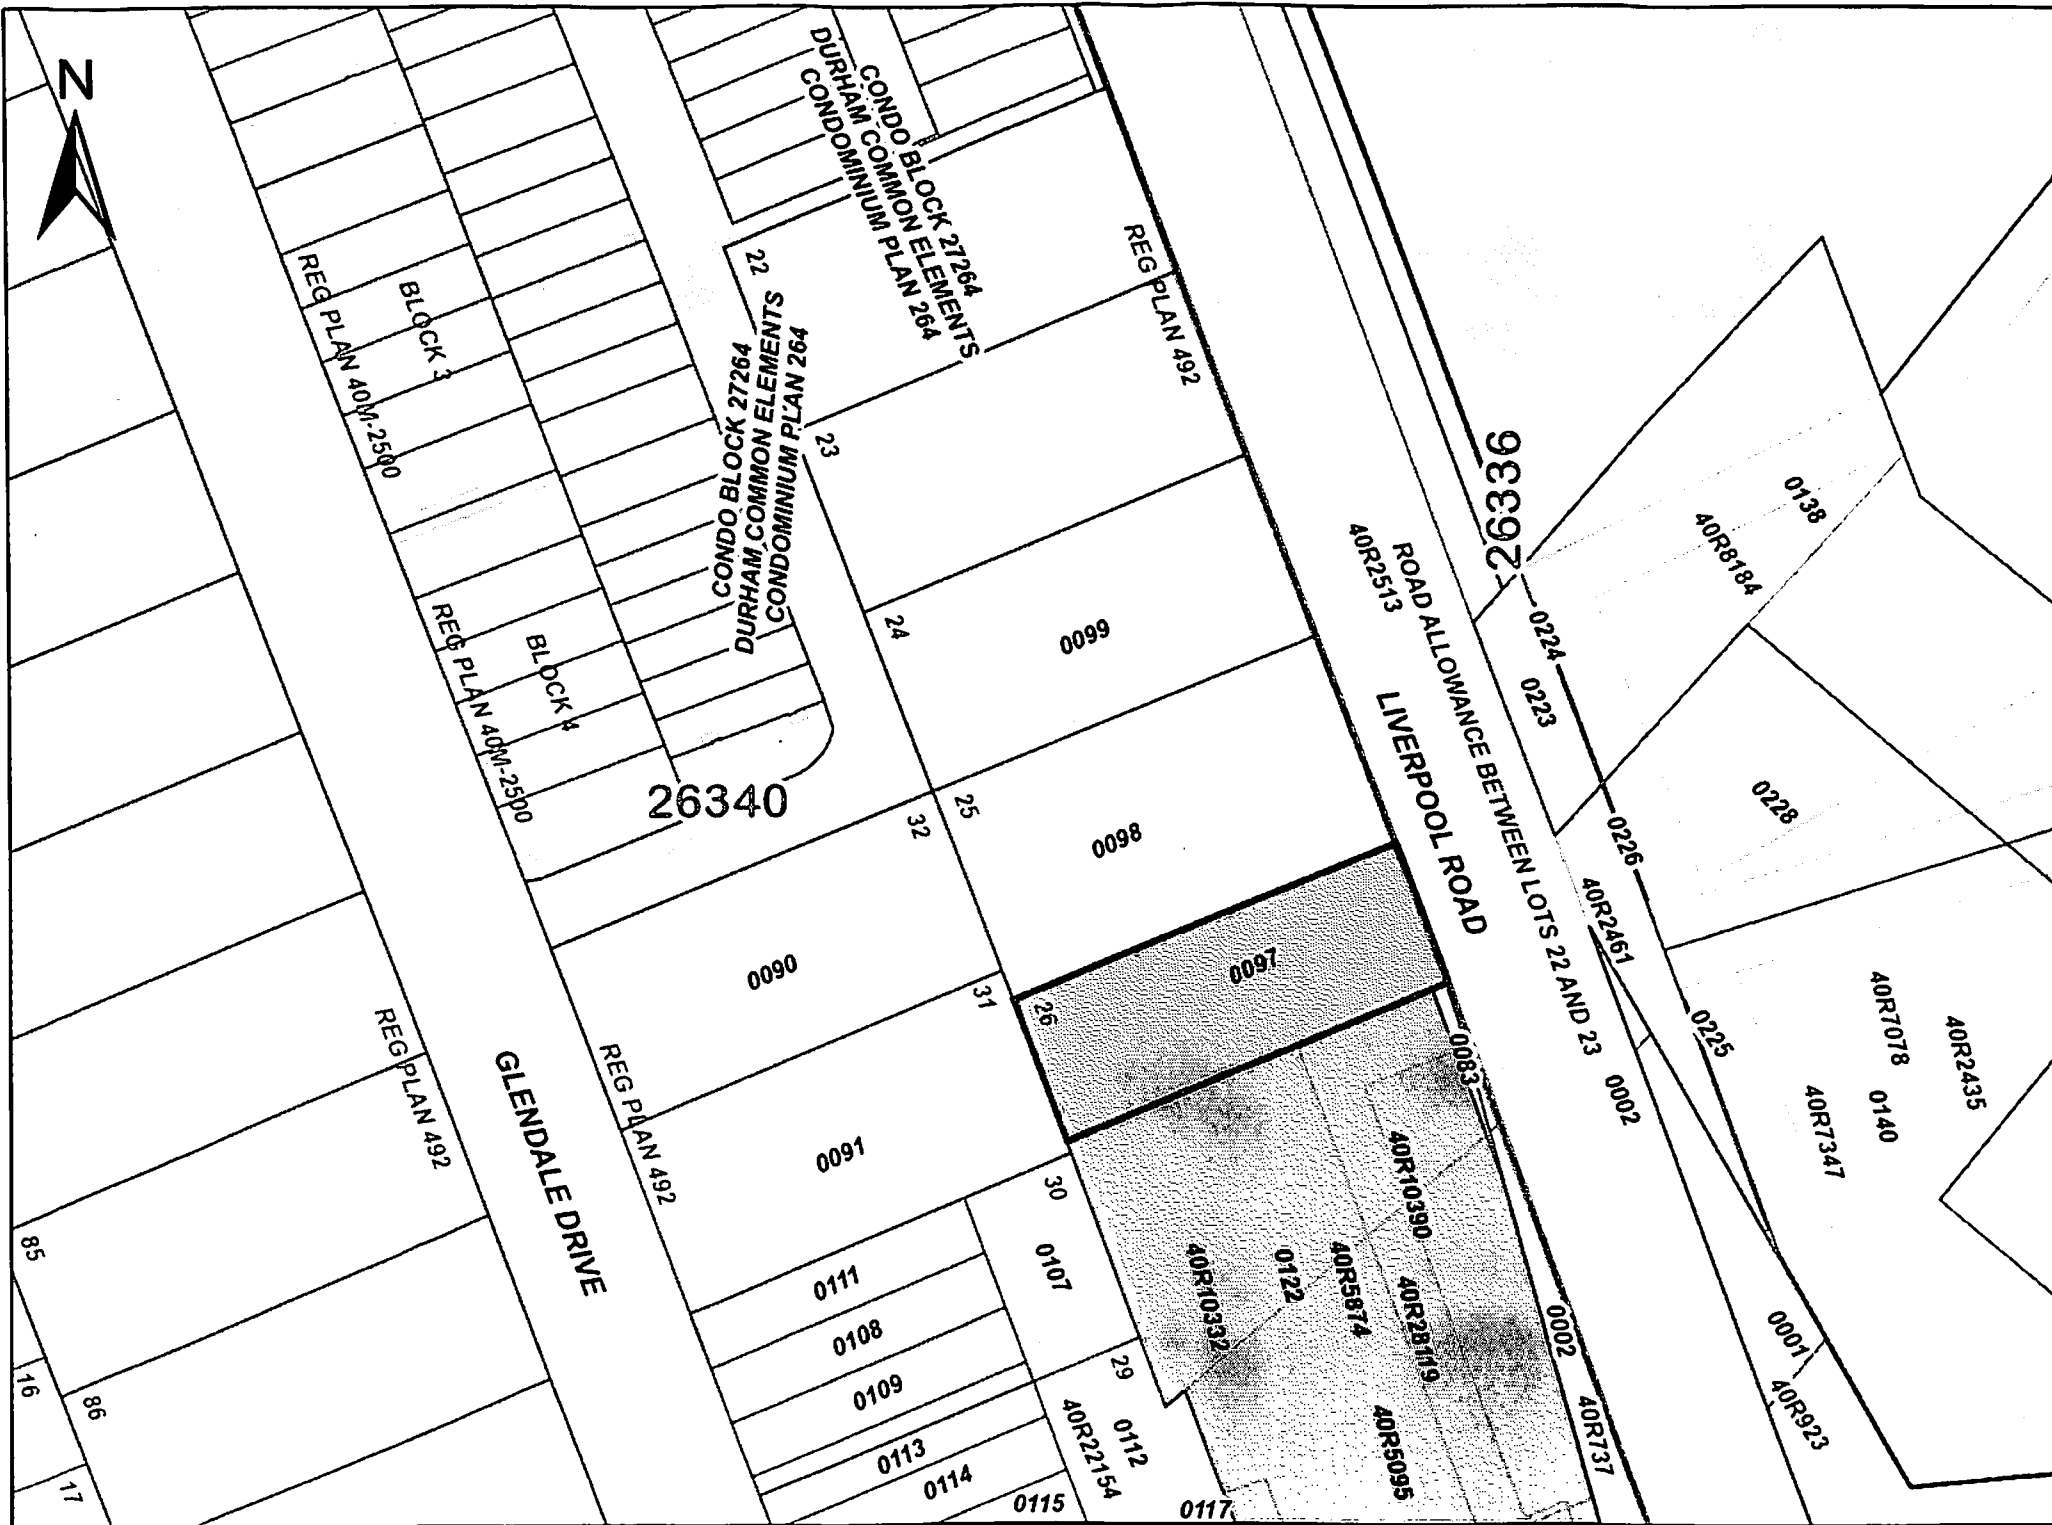 N
CONDO BLOCK 27264
DURHAM COMMON ELEMENTS
CONDOMINIUM PLAN 264
REG PLAN 492
22
BLOCK 3
REG PLAN 40M-2500
CONDO BLOCK 27264
DURHAM COMMON ELEMENTS
CONDOMINIUM PLAN 264
23
26336
0138
40R8184
ROAD ALLOWANCE BETWEEN LOTS 22 AND 23
40R2513
24
0099
0224
0223
BLOCK 4
REG PLAN 40M-2500
LIVERPOOL ROAD
26340
25
32
0098
0228
0226
40R2461
0090
31
26
0097
0225
40R7078
40R2435
0140
40R7347
0083
0002
REG PLAN 492
GLENDALE DRIVE
REG PLAN 492
0091
30
40R10390
0107
40R10332
0122
40R5874
40R28119
0002
0001
40R923
85
0111
0108
0109
29
16
86
0112
40R22154
40R5095
40R737
0113
0114
0115
0117
17